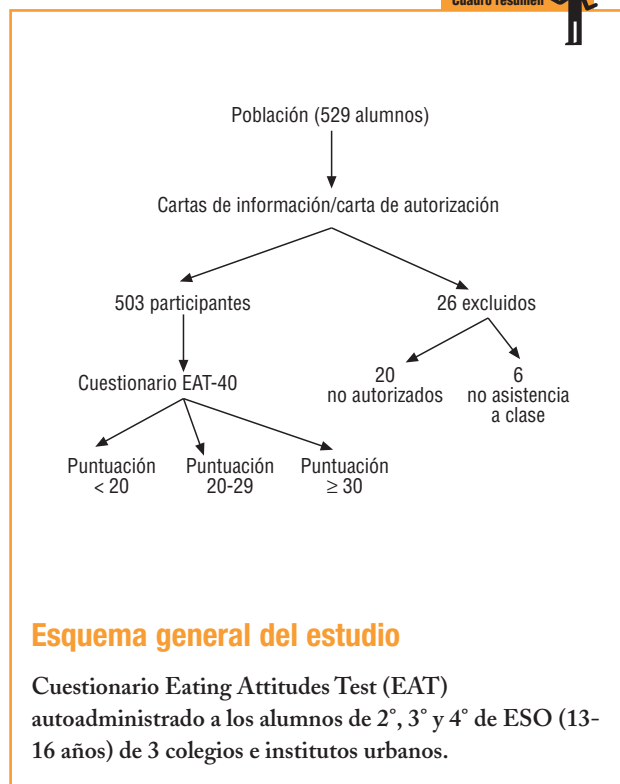 Cuadro resumen
Población (529 alumnos)
Cartas de información/carta de autorización
503 participantes
26 excluidos
Cuestionario EAT-40
20
no autorizados
6
no asistencia
a clase
Puntuación
< 20
Puntuación
20-29
Puntuación
≥ 30
Esquema general del estudio
Cuestionario Eating Attitudes Test (EAT)
autoadministrado a los alumnos de 2°, 3° y 4° de ESO (13-
16 años) de 3 colegios e institutos urbanos.